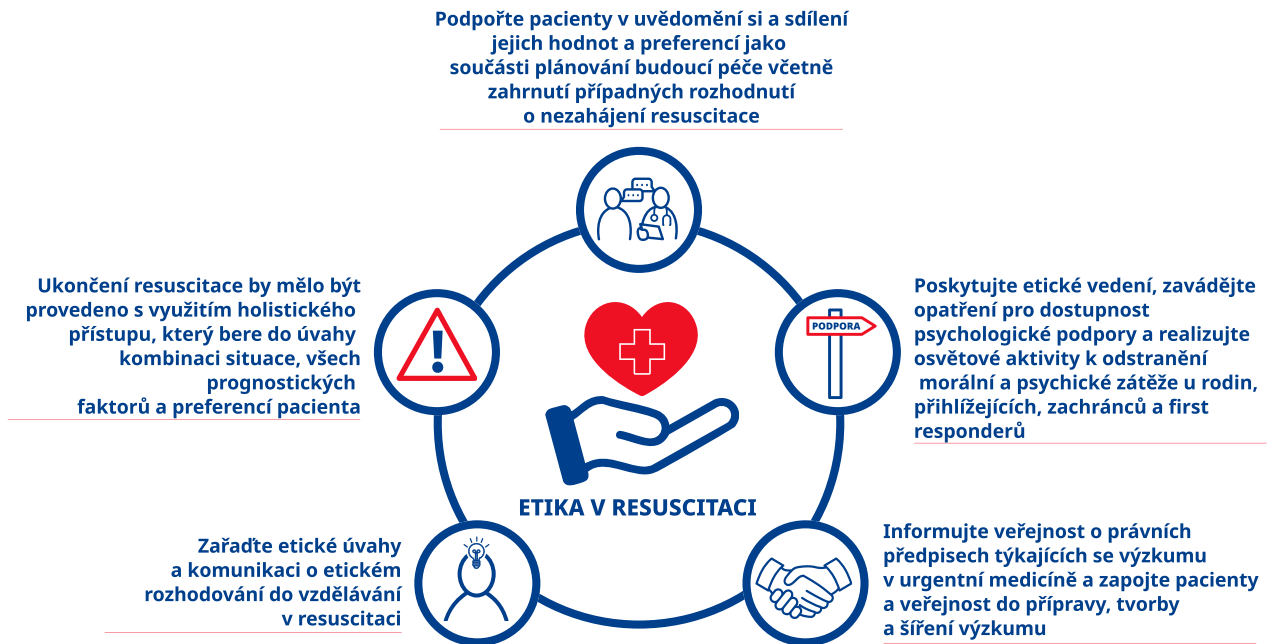 Podpořte pacienty v uvědomění si a sdílení
jejich hodnot a preferencí jako
součásti plánování budoucí péče včetně
zahrnutí případných rozhodnutí
o nezahájení resuscitace
Ukončení resuscitace by mělo být
provedeno s využitím holistického
přístupu, který bere do úvahy
kombinaci situace, všech
prognostických
faktorů a preferencí pacienta
PODPORA
Poskytujte etické vedení, zavádějte
opatření pro dostupnost
psychologické podpory a realizujte
osvětové aktivity k odstranění
morální a psychické zátěže u rodin,
přihlížejících, zachránců a first
responderů
ETIKA V RESUSCITACI
Zařaďte etické úvahy
a komunikaci o etickém
rozhodování do vzdělávání
v resuscitaci
Informujte veřejnost o právních
předpisech týkajících se výzkumu
v urgentní medicíně a zapojte pacienty
a veřejnost do přípravy, tvorby
a šíření výzkumu